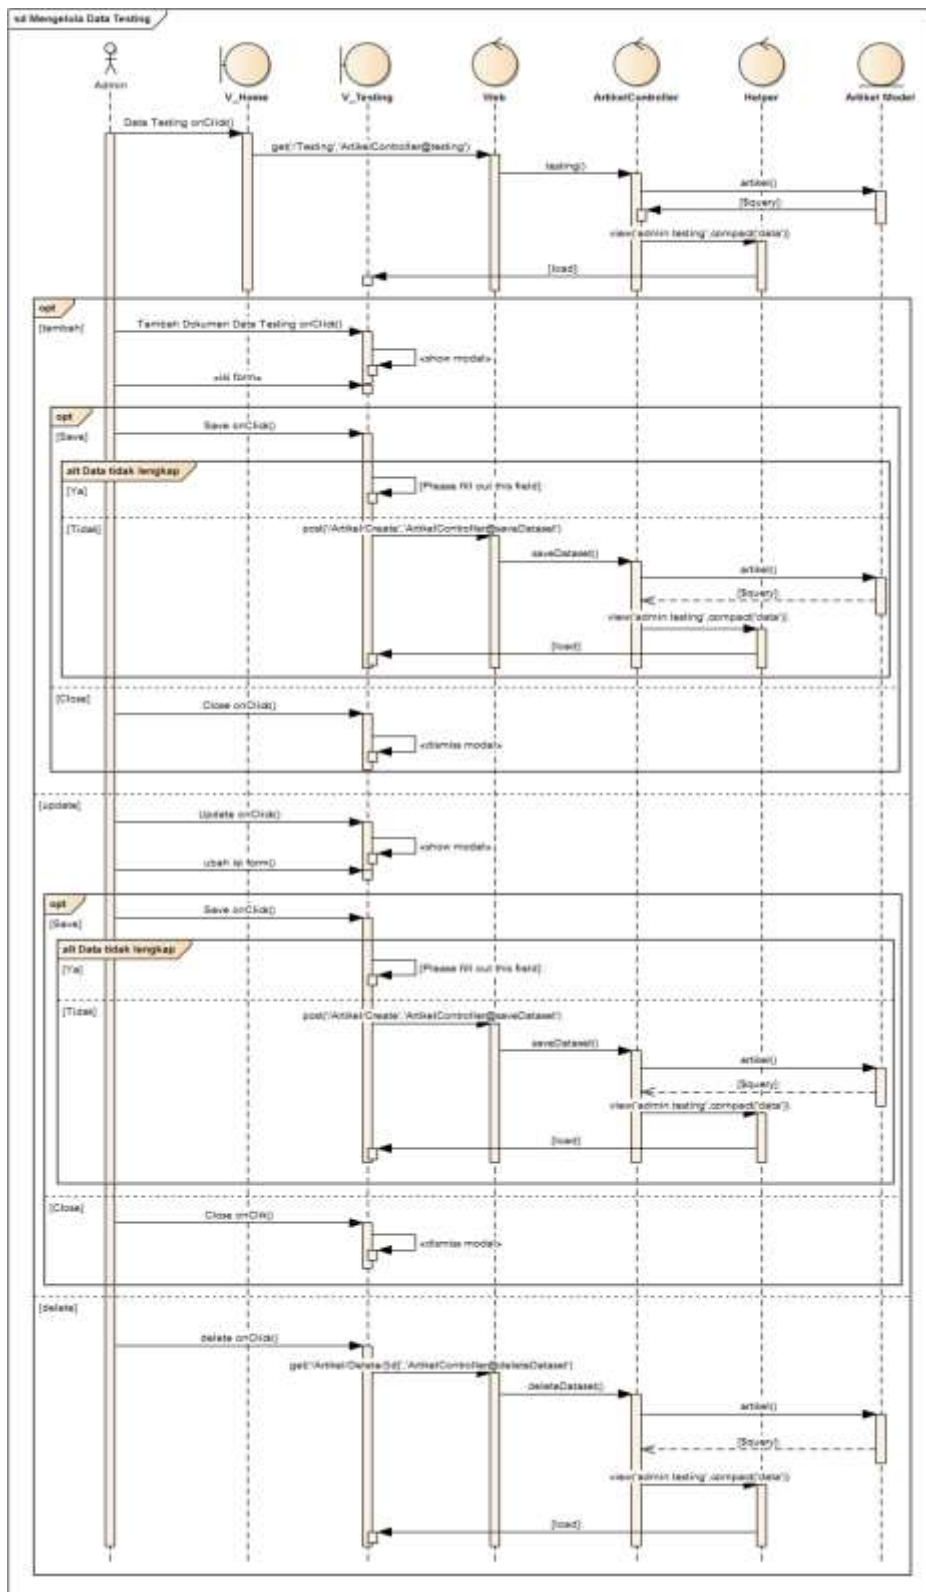 sd Mengelola Data Testing
Admin
V_Home
V_Testing
Web
ArtikelController
Helper
Artikel Model
Data Testing onClick()
get('/Testing','ArtikelController@testing')
testing()
artikel()
[$query]
view('admin.testing',compact('data'))
[load]
opt
[tambah]
Tambah Dokumen Data Testing onClick()
«show modal»
«isi form»
opt
[Save]
Save onClick()
alt Data tidak lengkap
[Ya]
[Please fill out this field]
[Tidak]
post('/Artikel/Create','ArtikelController@saveDataset')
saveDataset()
artikel()
[$query]
view('admin.testing',compact('data'))
[load]
[Close]
Close onClick()
«dismiss modal»
[update]
Update onClick()
«show modal»
ubah isi form()
opt
[Save]
Save onClick()
alt Data tidak lengkap
[Ya]
[Please fill out this field]
[Tidak]
post('/Artikel/Create','ArtikelController@saveDataset')
saveDataset()
artikel()
[$query]
view('admin.testing',compact('data'))
[load]
[Close]
Close onClik()
«dismiss modal»
[delete]
delete onClick()
get('/Artikel/Delete/{id}','ArtikelController@deleteDataset')
deleteDataset()
artikel()
[$query]
view('admin.testing',compact('data'))
[load]